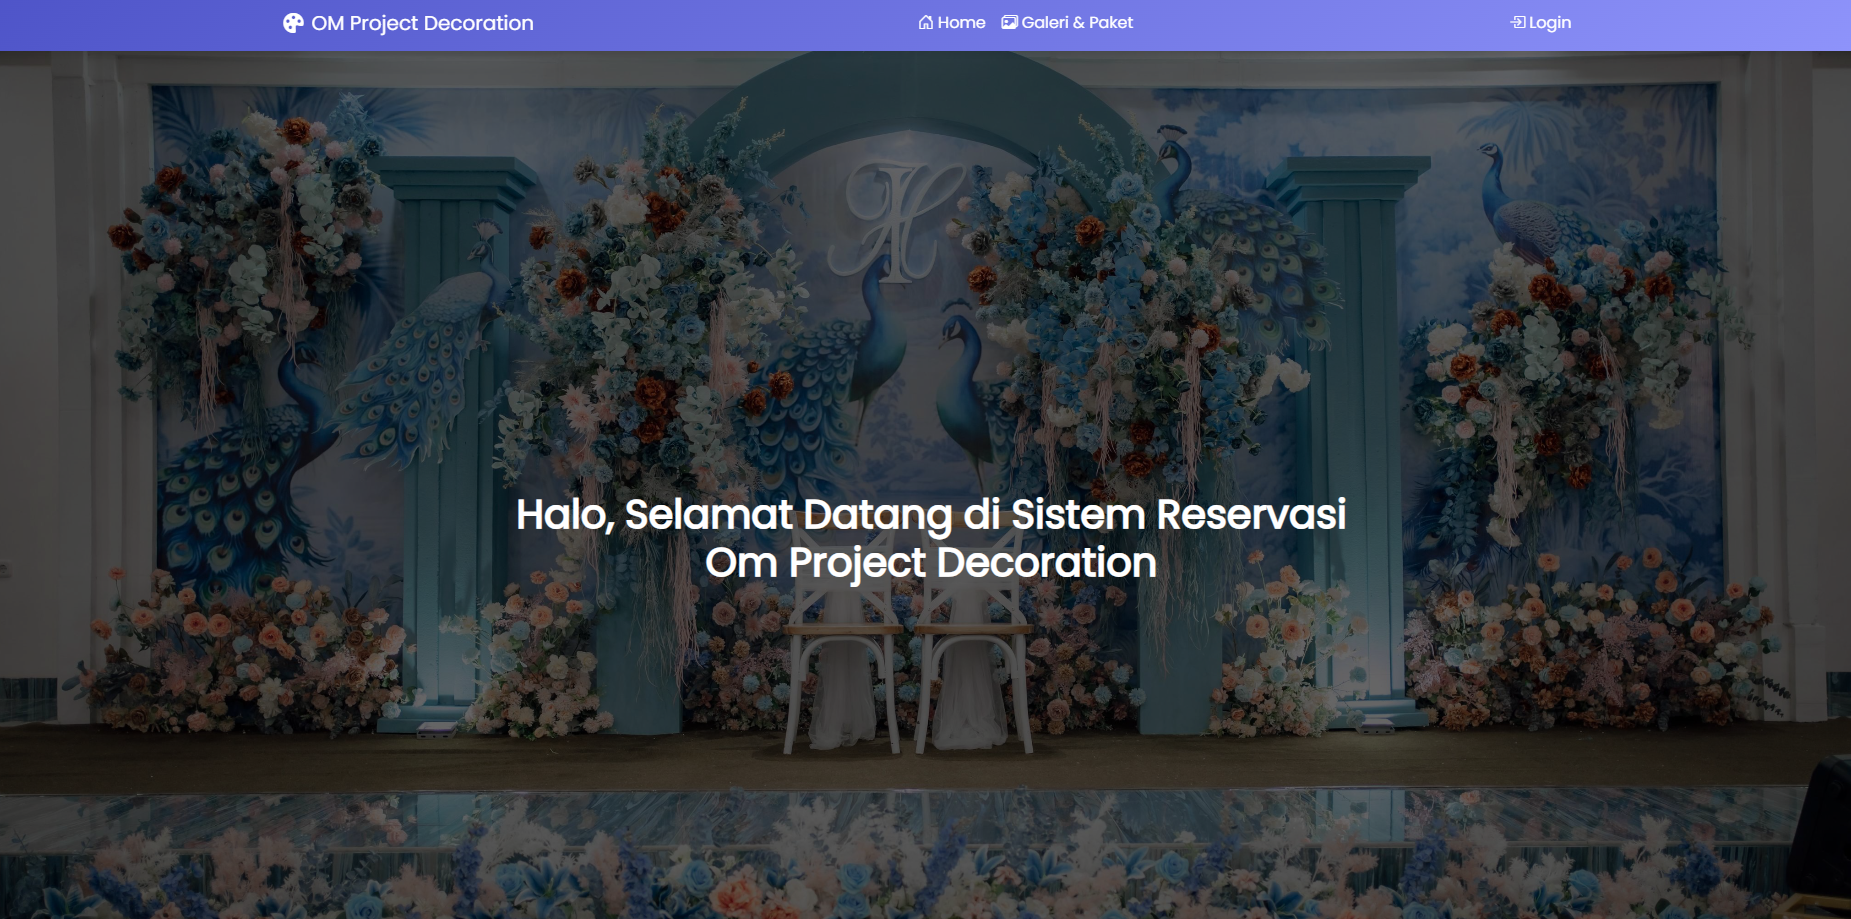 OM Project Decoration
Home
Galeri & Paket
Login
Halo, Selamat Datang di Sistem Reservasi
Om Project Decoration